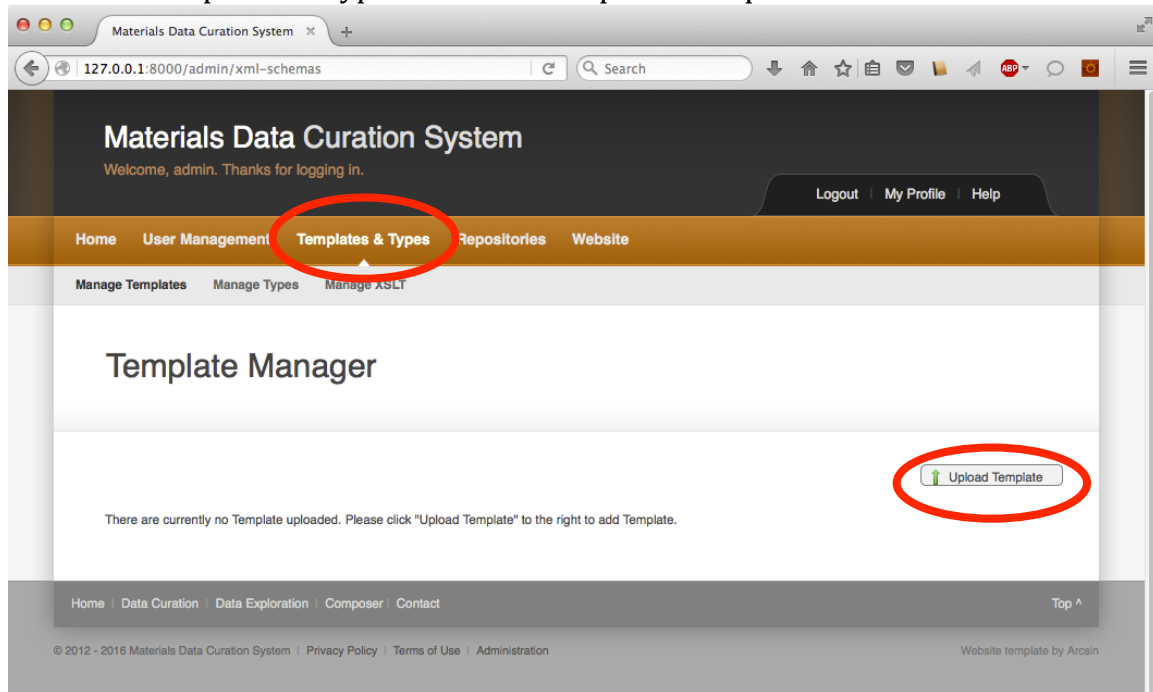 Materials Data Curation System
127.0.0.1:8000/admin/xml-schemas
Search
ABP
Materials Data Curation System
Welcome, admin. Thanks for logging in.
Logout | My Profile | Help
Home User Management Templates & Types Repositories Website
Manage Templates Manage Types Manage XSLT
Template Manager
Upload Template
There are currently no Template uploaded. Please click "Upload Template" to the right to add Template.
Home | Data Curation | Data Exploration | Composer | Contact
Top ^
© 2012 - 2016 Materials Data Curation System | Privacy Policy | Terms of Use | Administration
Website template by Arcsin